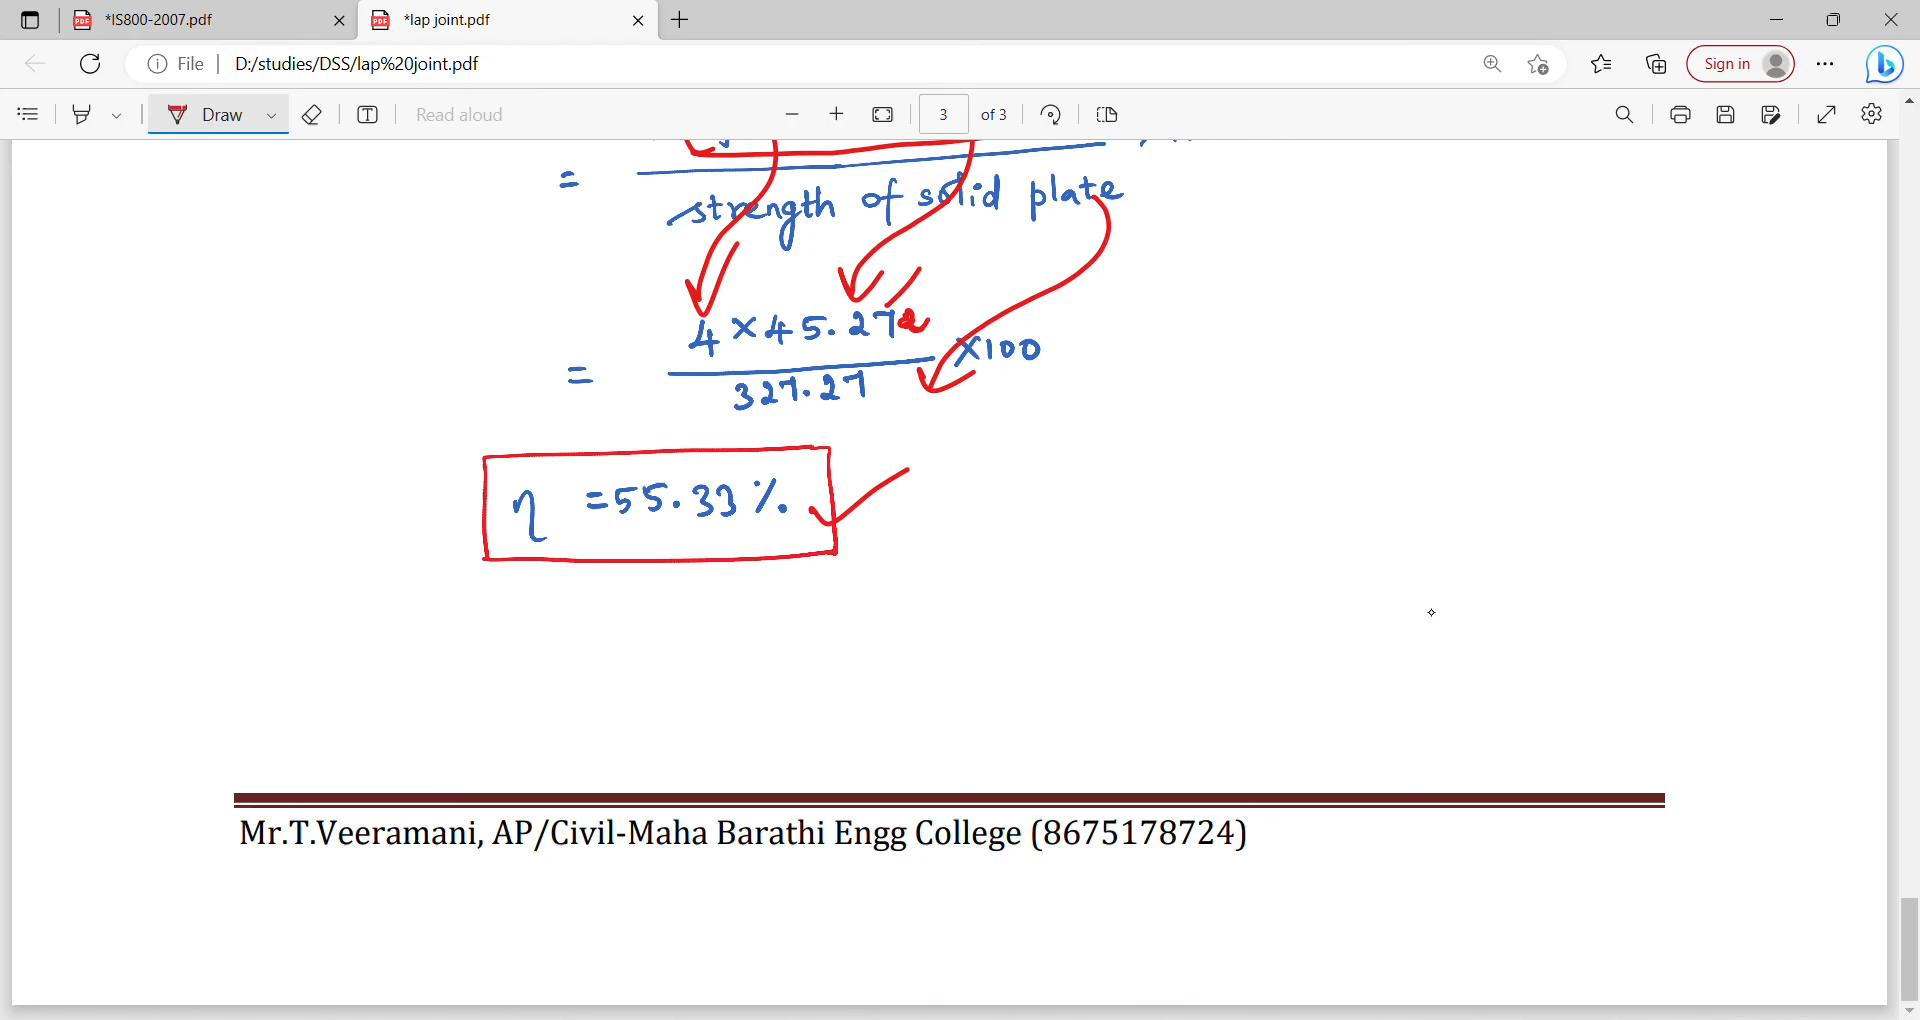 *IS800-2007.pdf
*lap joint.pdf
File
D:/studies/DSS/lap%20joint.pdf
Sign in
Draw
Read aloud
3 of 3
=
strength of solid plate
= 4 × 45.272 ×100
327.27
η = 55.33 %.
Mr.T.Veeramani, AP/Civil-Maha Barathi Engg College (8675178724)